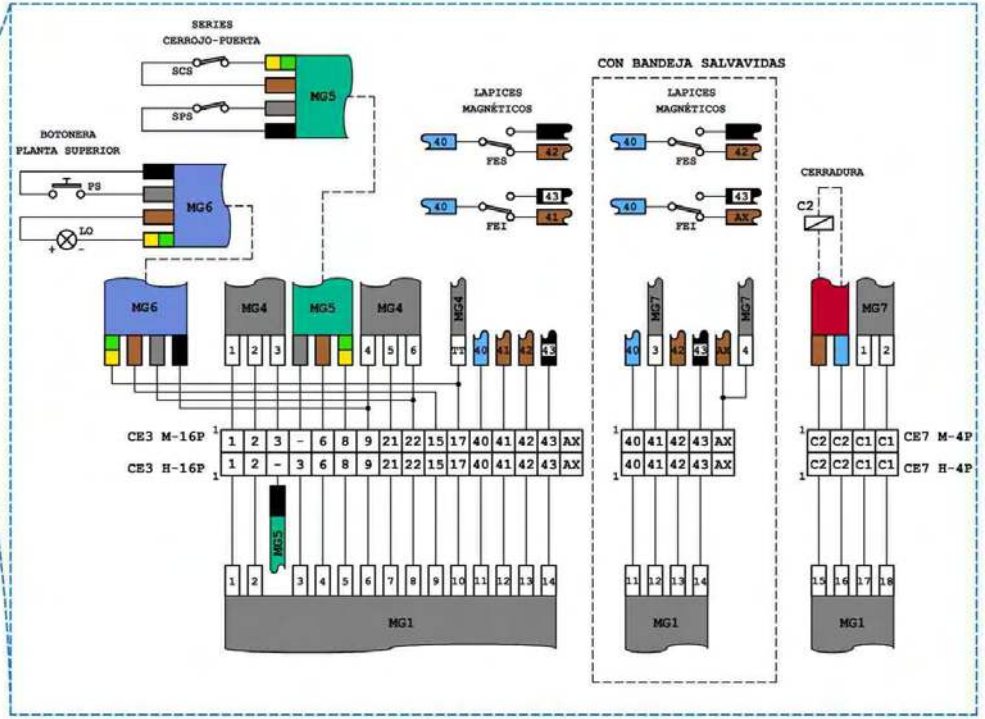 SERIES
CERROJO-PUERTA
SCS
SPS
MG5
BOTONERA
PLANTA SUPERIOR
PS
LO
+ -
MG6
CON BANDEJA SALVAVIDAS
LAPICES
MAGNÉTICOS
40 42
FES
40 43 41
FEI
LAPICES
MAGNÉTICOS
40 42
FES
40 43 AX
FEI
CERRADURA
C2
MG6 MG4 MG5 MG4 MG4 MG7 MG7 MG7
1 2 3 4 5 6 TT 40 41 42 43 40 3 42 43 AX 4 1 2
1 1 1
CE3 M-16P 1 2 3 - 6 8 9 21 22 15 17 40 41 42 43 AX 40 41 42 43 AX C2 C2 C1 C1 CE7 M-4P
CE3 H-16P 1 2 - 3 6 8 9 21 22 15 17 40 41 42 43 AX 40 41 42 43 AX C2 C2 C1 C1 CE7 H-4P
1 1 1
MG5
1 2 3 4 5 6 7 8 9 10 11 12 13 14 11 12 13 14 15 16 17 18
MG1 MG1 MG1